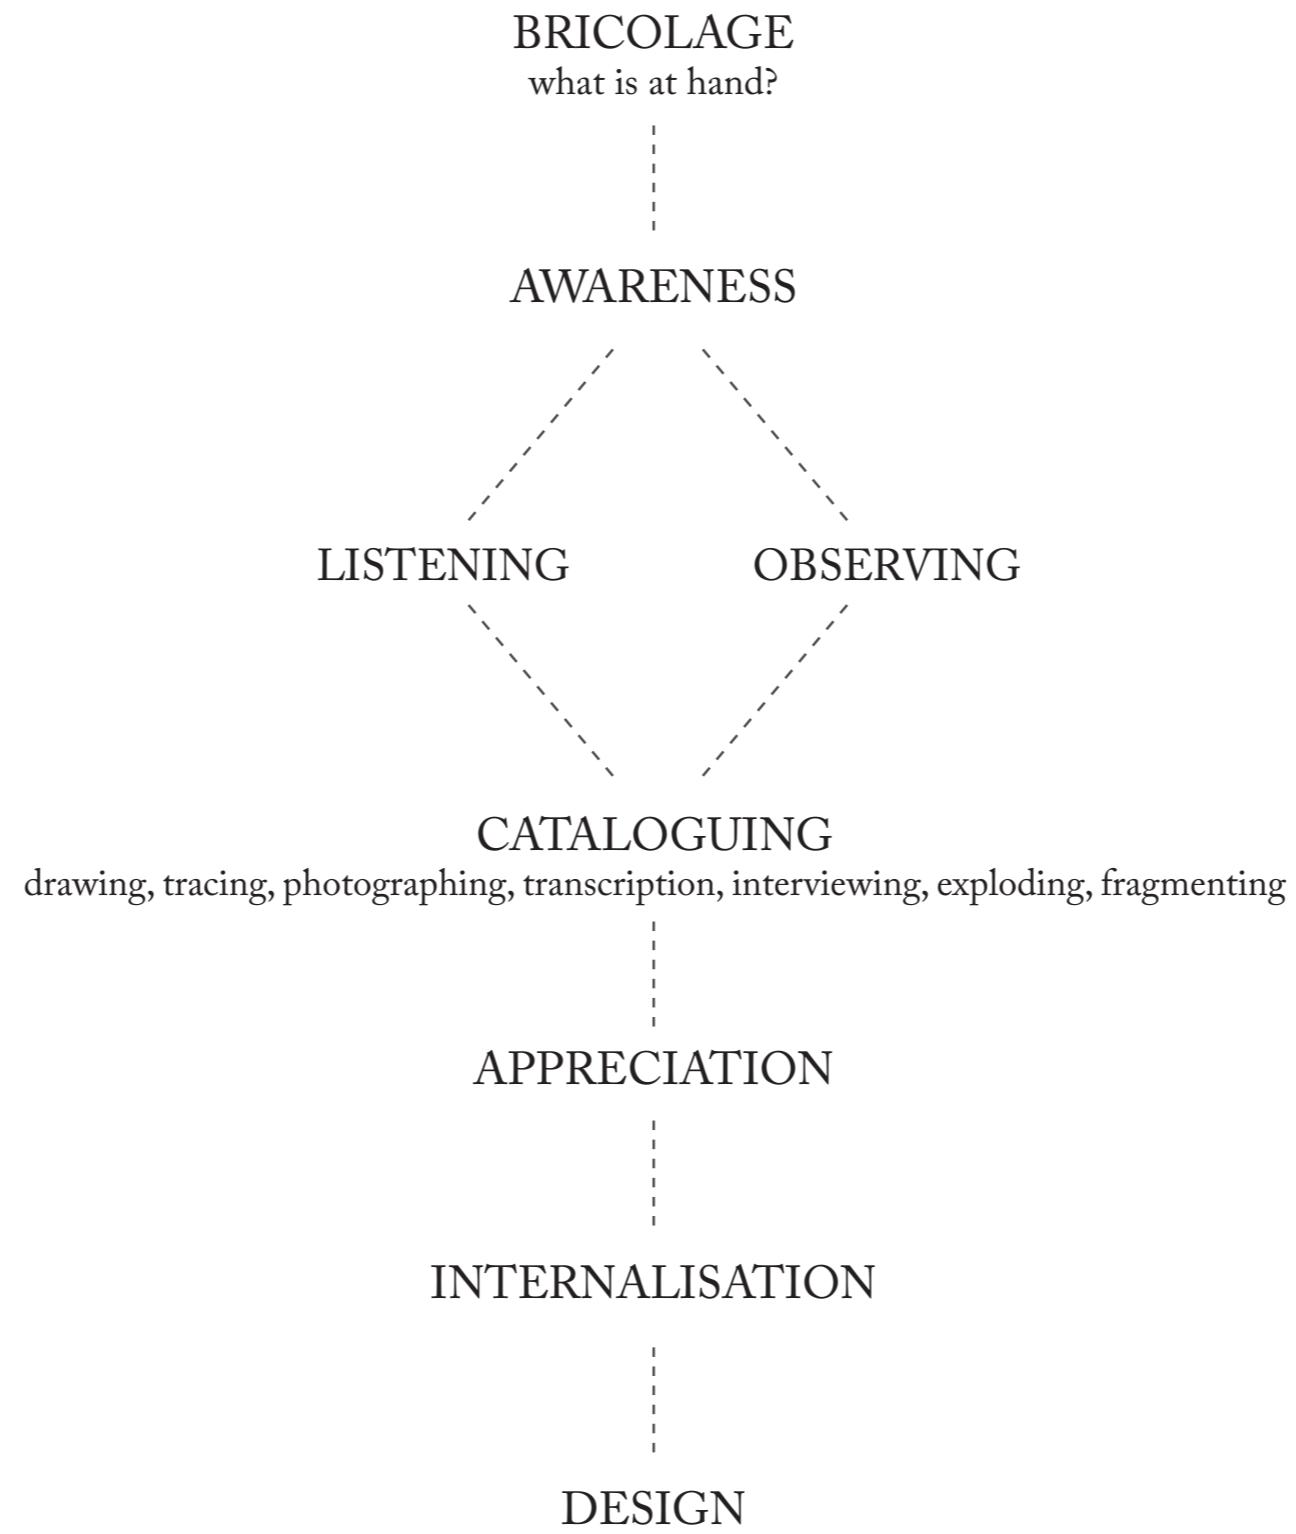 BRICOLAGE
what is at hand?
AWARENESS
LISTENING
OBSERVING
CATALOGUING
drawing, tracing, photographing, transcription, interviewing, exploding, fragmenting
APPRECIATION
INTERNALISATION
DESIGN